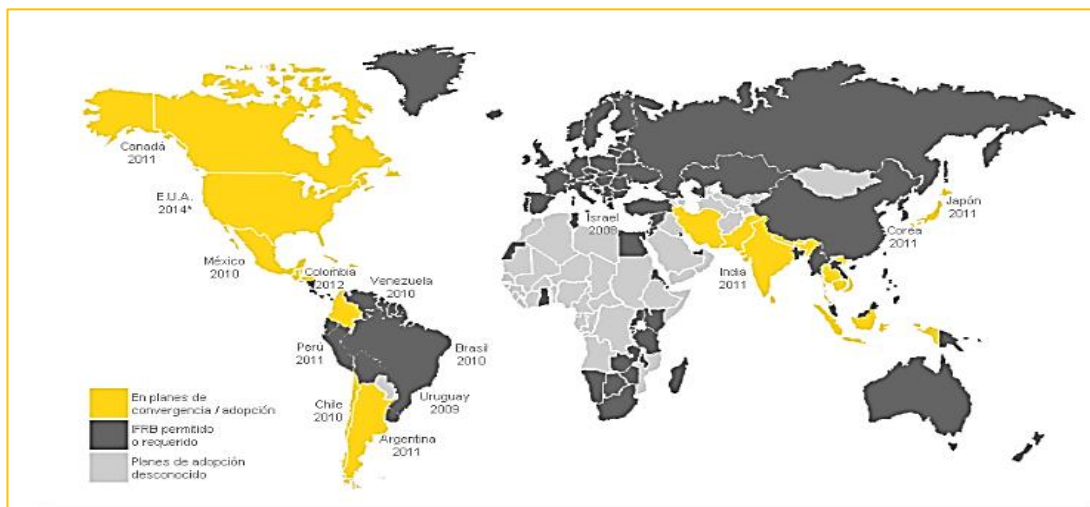 Canadá
2011
E.U.A.
2014*
México
2010
Colombia
2012
Venezuela
2010
Perú
2011
Brasil
2010
Chile
2010
Uruguay
2009
Argentina
2011
Israel
2008
India
2011
Corea
2011
Japón
2011
En planes de
convergencia / adopción
IFRB permitido
o requerido
Planes de adopción
desconocido